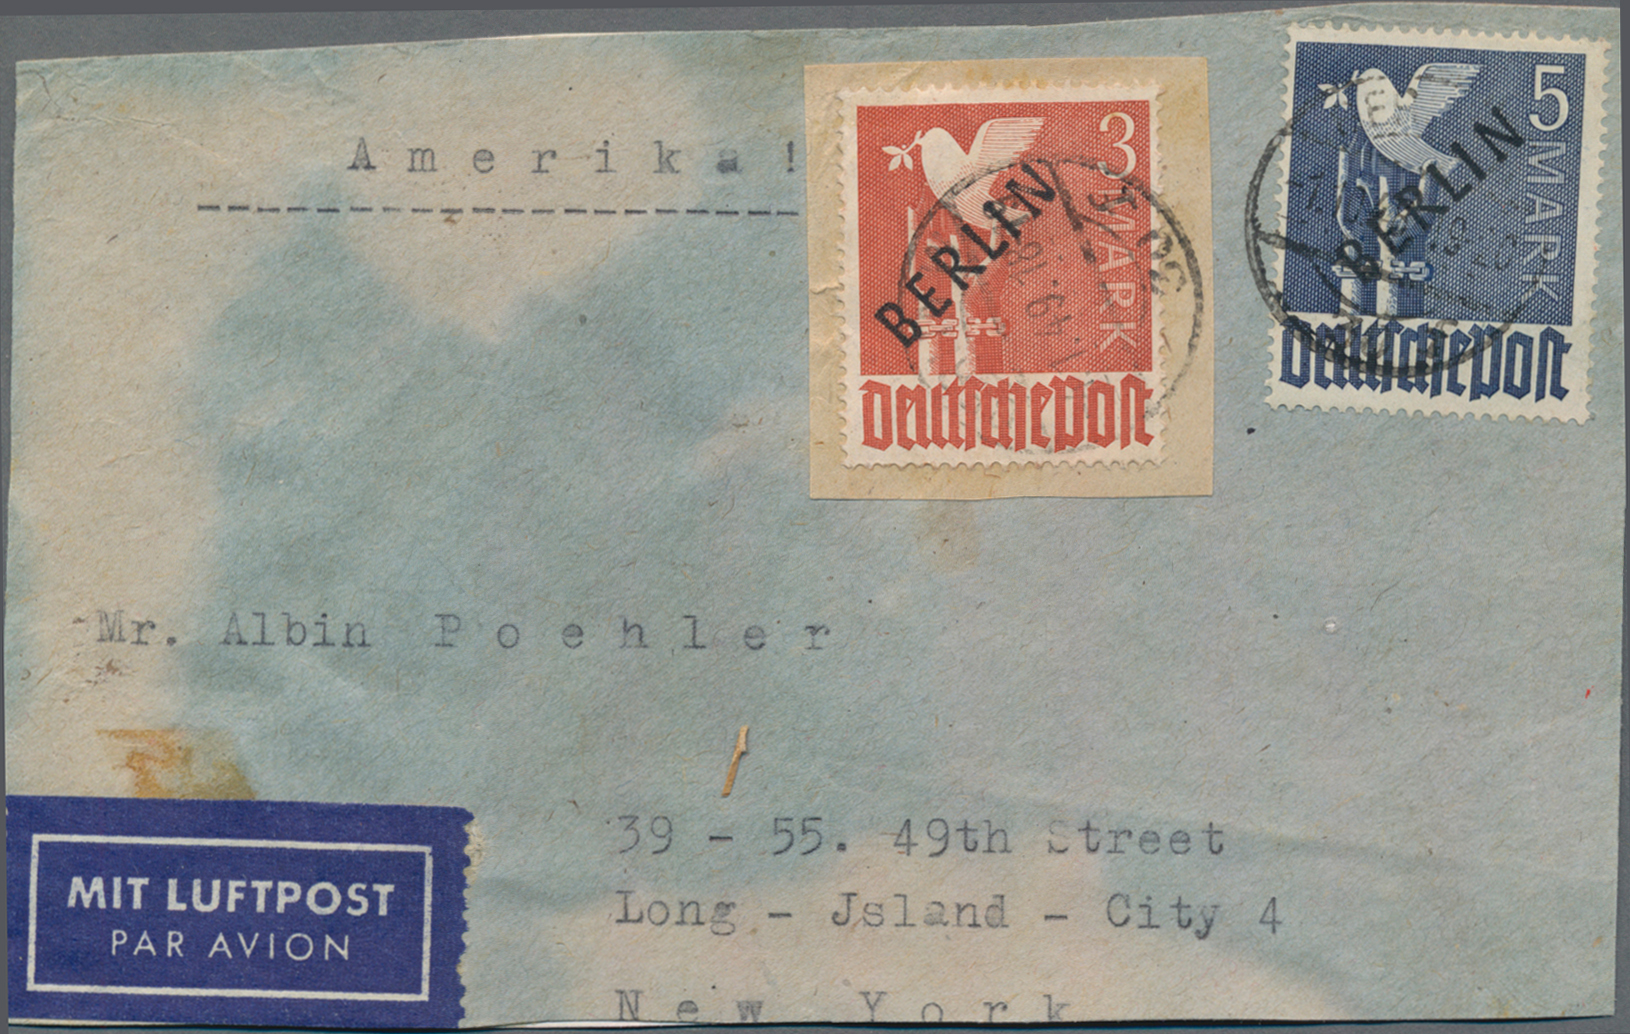 Amerika!
3 MARK
BERLIN
deutsche post
5 MARK
BERLIN
deutsche post
Mr. Albin Poehler
39 - 55. 49th Street
Long - Jsland - City 4
New York
MIT LUFTPOST
PAR AVION